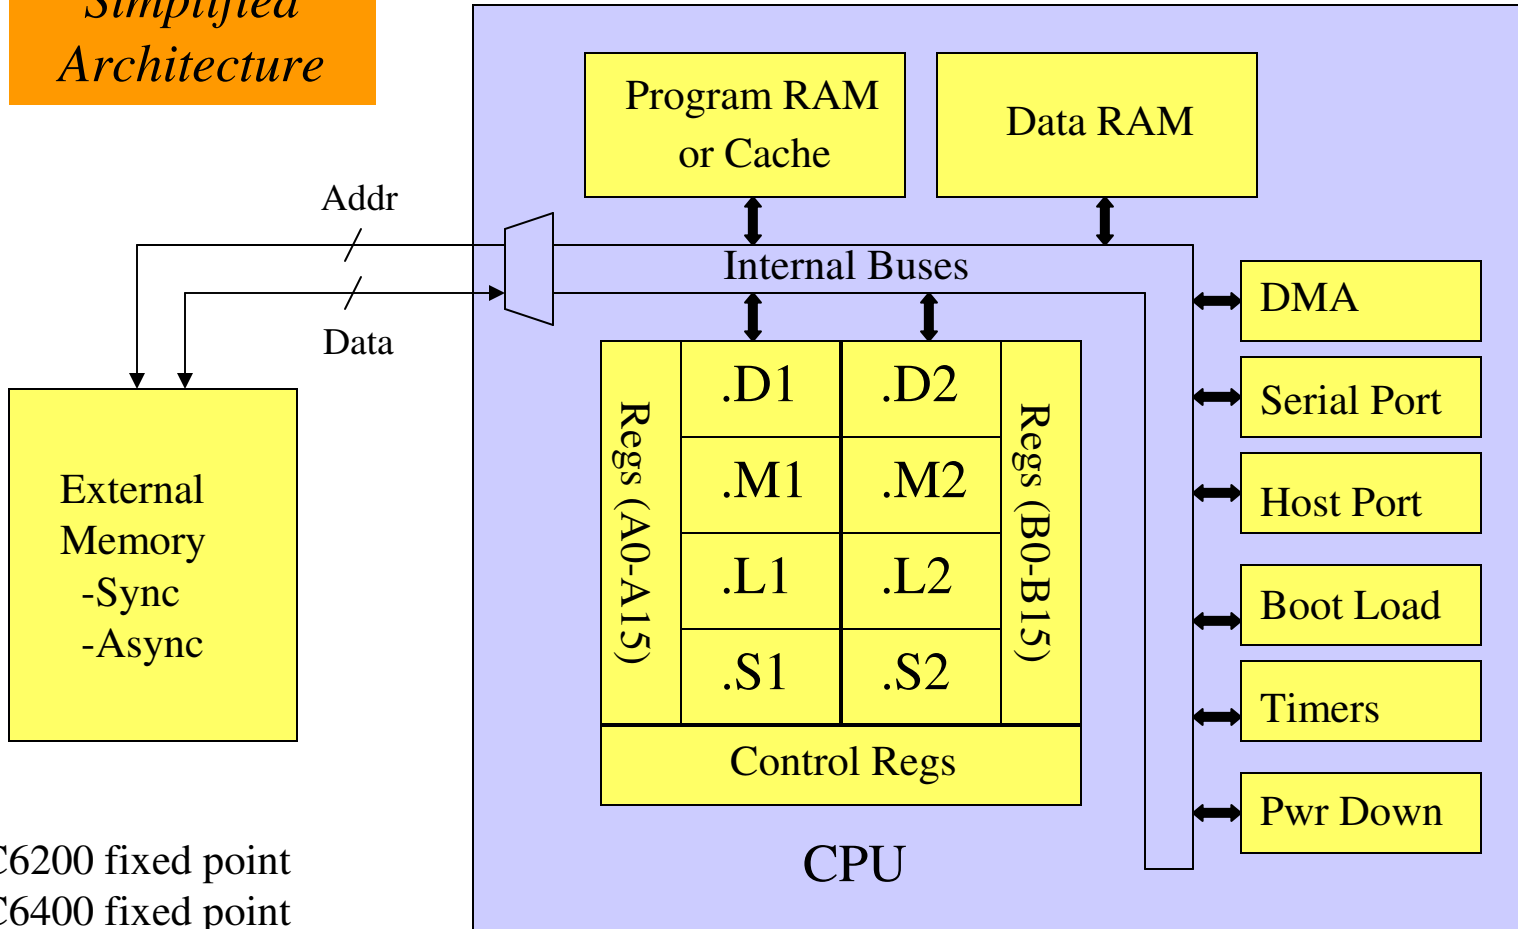 Simplified
Architecture
Program RAM
or Cache
Data RAM
Addr
Internal Buses
Data
DMA
Serial Port
Host Port
Boot Load
Timers
Pwr Down
External
Memory
-Sync
-Async
Regs (A0-A15)
.D1
.D2
.M1
.M2
.L1
.L2
.S1
.S2
Regs (B0-B15)
Control Regs
CPU
C6200 fixed point
C6400 fixed point